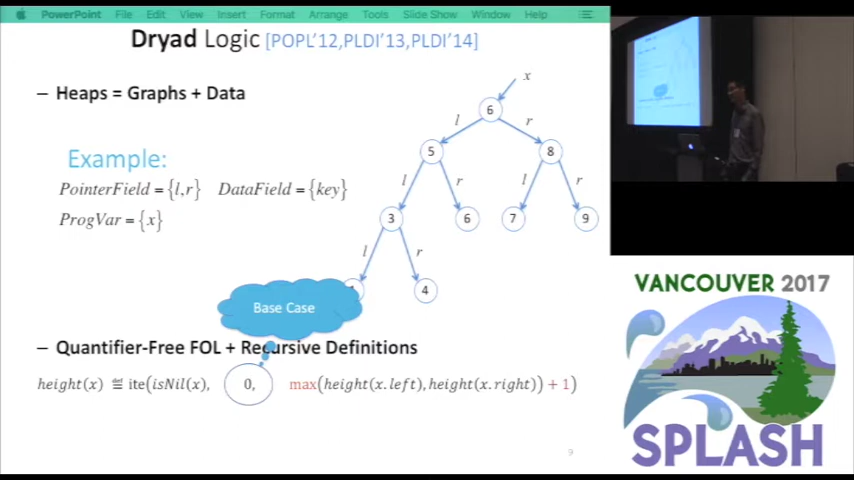 PowerPoint File Edit View Insert Format Arrange Tools Slide Show Window Help
Dryad Logic [POPL'12,PLDI'13,PLDI'14]
– Heaps = Graphs + Data
Example:
PointerField = {l,r} DataField = {key}
ProgVar = {x}
x
6
l r
5 8
l r l r
3 6 7 9
l r
4
Base Case
– Quantifier-Free FOL + Recursive Definitions
height(x) ≝ ite(isNil(x), 0, max(height(x.left),height(x.right)) + 1)
9
VANCOUVER 2017
SPLASH